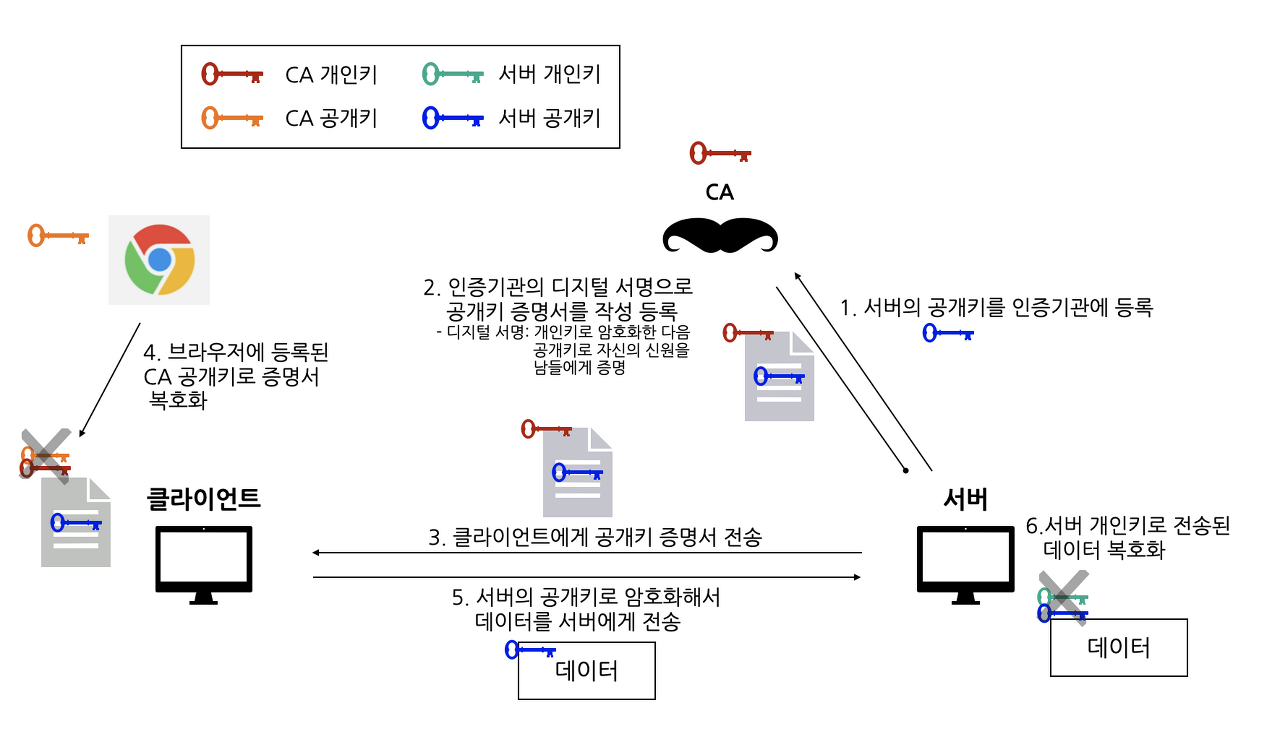 CA 개인키
서버 개인키
CA 공개키
서버 공개키
CA
1. 서버의 공개키를 인증기관에 등록
2. 인증기관의 디지털 서명으로
공개키 증명서를 작성 등록
- 디지털 서명: 개인키로 암호화한 다음
공개키로 자신의 신원을
남들에게 증명
4. 브라우저에 등록된
CA 공개키로 증명서
복호화
클라이언트
서버
3. 클라이언트에게 공개키 증명서 전송
6.서버 개인키로 전송된
데이터 복호화
5. 서버의 공개키로 암호화해서
데이터를 서버에게 전송
데이터
데이터